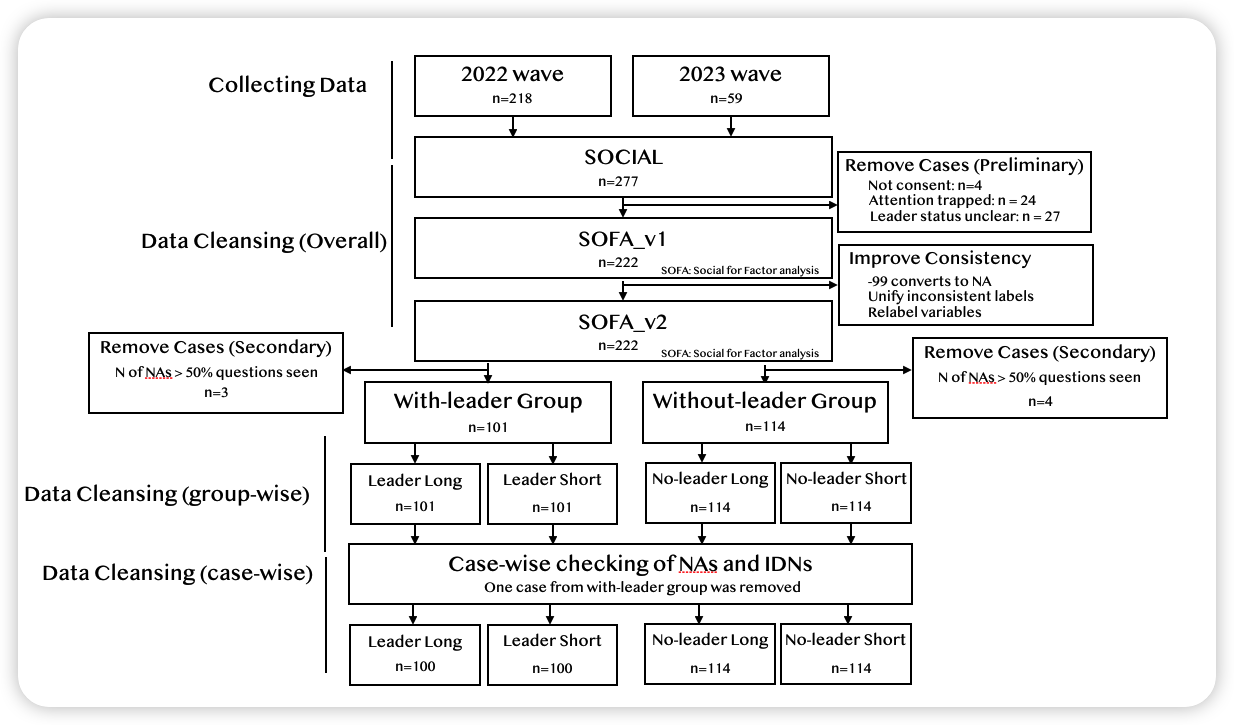 Collecting Data
2022 wave
n=218
2023 wave
n=59
SOCIAL
n=277
Remove Cases (Preliminary)
Not consent: n=4
Attention trapped: n = 24
Leader status unclear: n = 27
Data Cleansing (Overall)
SOFA_v1
n=222
SOFA: Social for Factor analysis
Improve Consistency
-99 converts to NA
Unify inconsistent labels
Relabel variables
SOFA_v2
n=222
SOFA: Social for Factor analysis
Remove Cases (Secondary)
N of NAs > 50% questions seen
n=3
Remove Cases (Secondary)
N of NAs > 50% questions seen
n=4
With-leader Group
n=101
Without-leader Group
n=114
Data Cleansing (group-wise)
Leader Long
n=101
Leader Short
n=101
No-leader Long
n=114
No-leader Short
n=114
Data Cleansing (case-wise)
Case-wise checking of NAs and IDNs
One case from with-leader group was removed
Leader Long
n=100
Leader Short
n=100
No-leader Long
n=114
No-leader Short
n=114